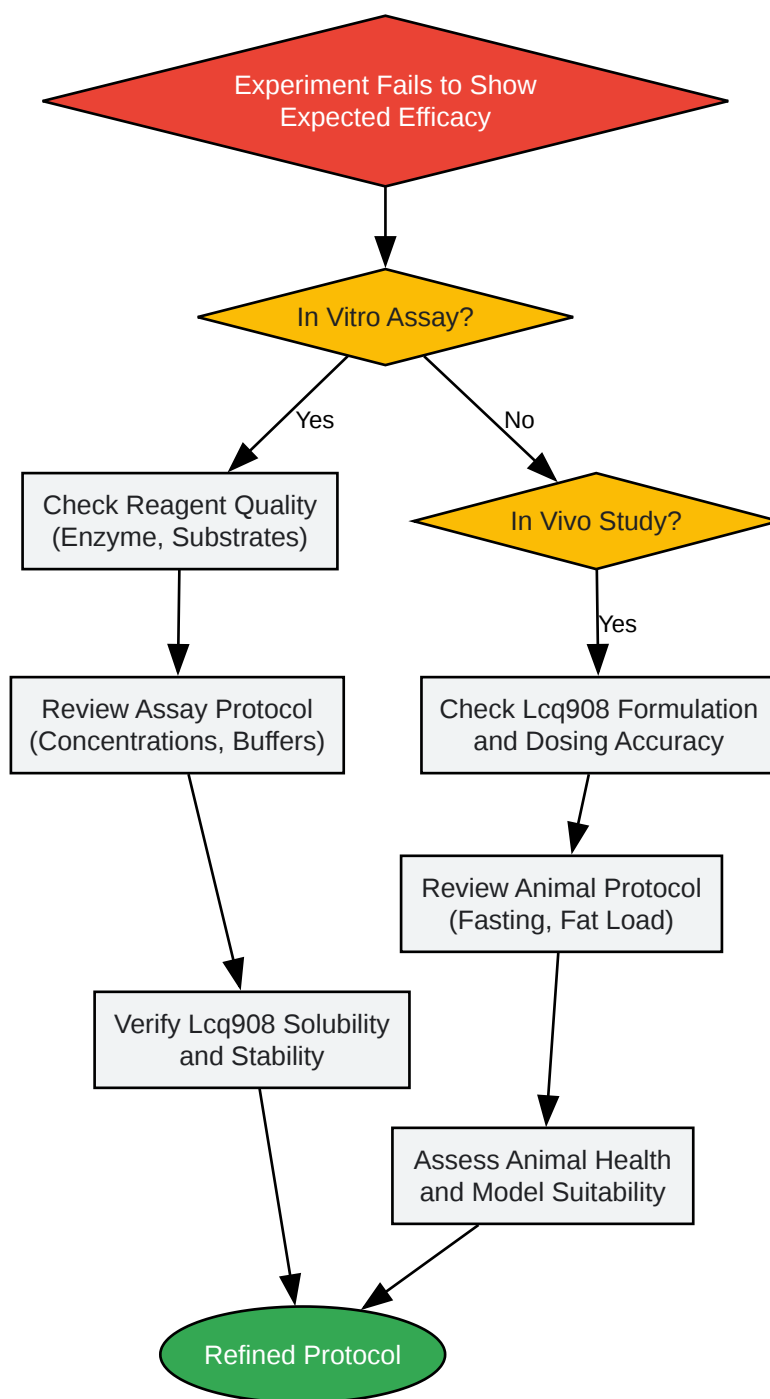 Experiment Fails to Show
Expected Efficacy
In Vitro Assay?
Yes
No
Check Reagent Quality
(Enzyme, Substrates)
In Vivo Study?
Yes
Review Assay Protocol
(Concentrations, Buffers)
Check Lcq908 Formulation
and Dosing Accuracy
Review Animal Protocol
(Fasting, Fat Load)
Verify Lcq908 Solubility
and Stability
Assess Animal Health
and Model Suitability
Refined Protocol